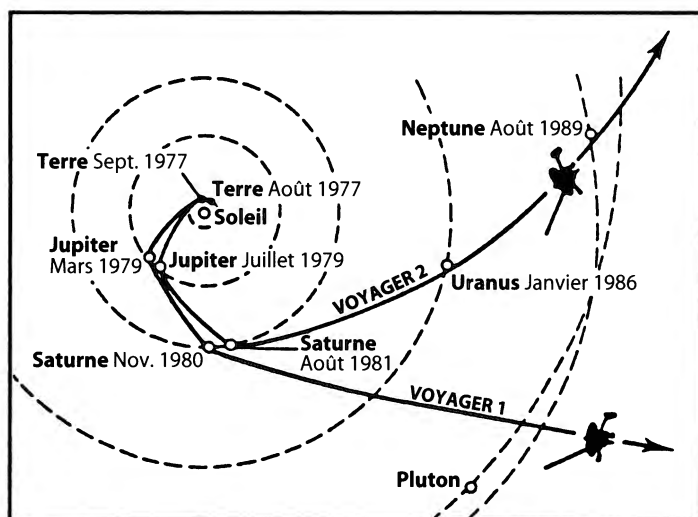 Neptune Août 1989
Terre Sept. 1977
Terre Août 1977
Soleil
Jupiter
Mars 1979
Jupiter Juillet 1979
Uranus Janvier 1986
VOYAGER 2
Saturne Nov. 1980
Saturne
Août 1981
VOYAGER 1
Pluton